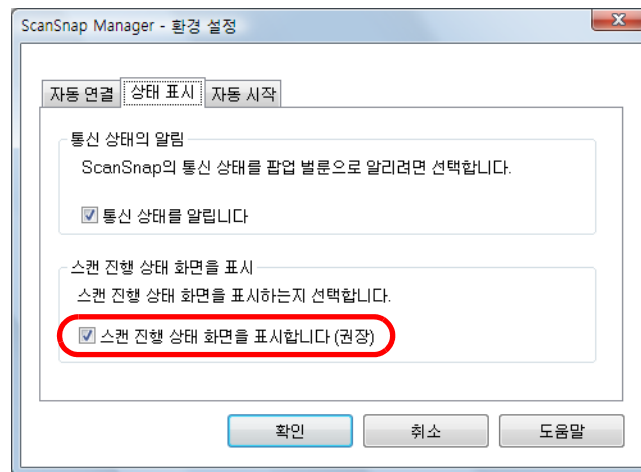 ScanSnap Manager - 환경 설정
자동 연결 상태 표시 자동 시작
통신 상태의 알림
ScanSnap의 통신 상태를 팝업 벌룬으로 알리려면 선택합니다.
통신 상태를 알립니다
스캔 진행 상태 화면을 표시
스캔 진행 상태 화면을 표시하는지 선택합니다.
스캔 진행 상태 화면을 표시합니다 (권장)
확인 취소 도움말